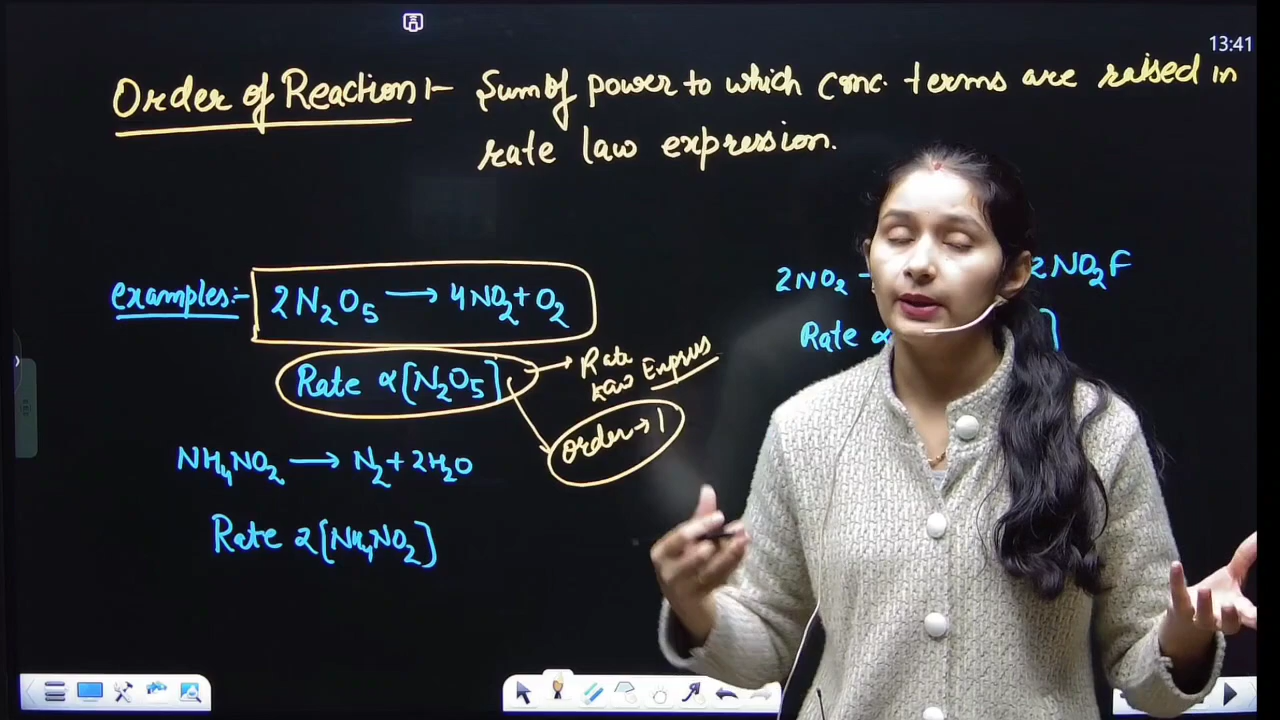 13:41
Order of Reaction :- Sum of power to which conc. terms are raised in
rate law expression.
examples:- 2N₂O₅ → 4NO₂ + O₂
Rate ∝ [N₂O₅]
Rate
Law Express
order → 1
NH₄NO₂ → N₂ + 2H₂O
Rate ∝ [NH₄NO₂]
2NO₂ NO₂F
Rate ∝ ]